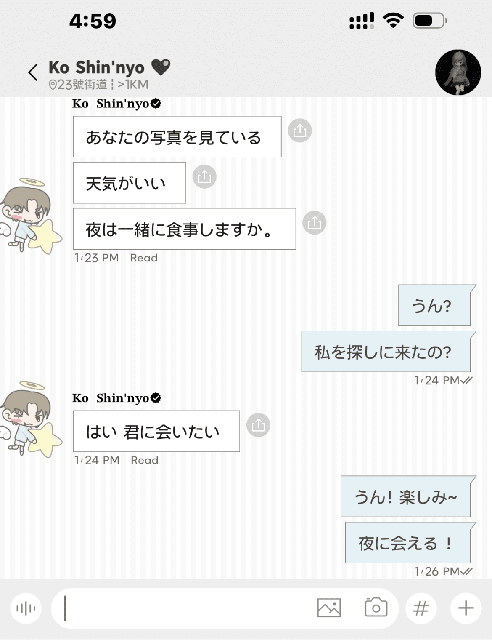 4:59
Ko Shin'nyo 🖤
23號街道 ¦ >1KM
Ko Shin'nyo
あなたの写真を見ている
天気がいい
夜は一緒に食事しますか。
1:23 PM Read
うん?
私を探しに来たの?
1:24 PM
Ko Shin'nyo
はい 君に会いたい
1:24 PM Read
うん! 楽しみ~
夜に会える！
1:26 PM
#